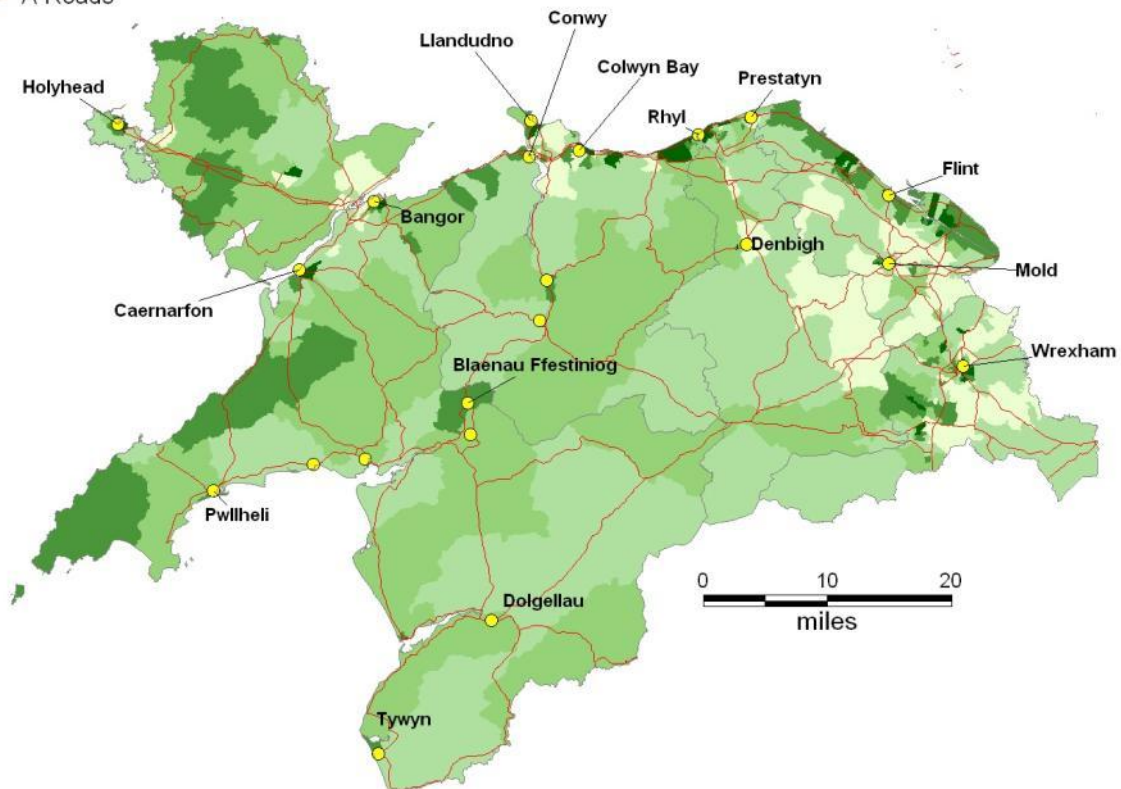 A Roads
Conwy
Llandudno
Colwyn Bay
Prestatyn
Holyhead
Rhyl
Flint
Bangor
Denbigh
Mold
Caernarfon
Wrexham
Blaenau Ffestiniog
Pwllheli
0 10 20
miles
Dolgellau
Tywyn